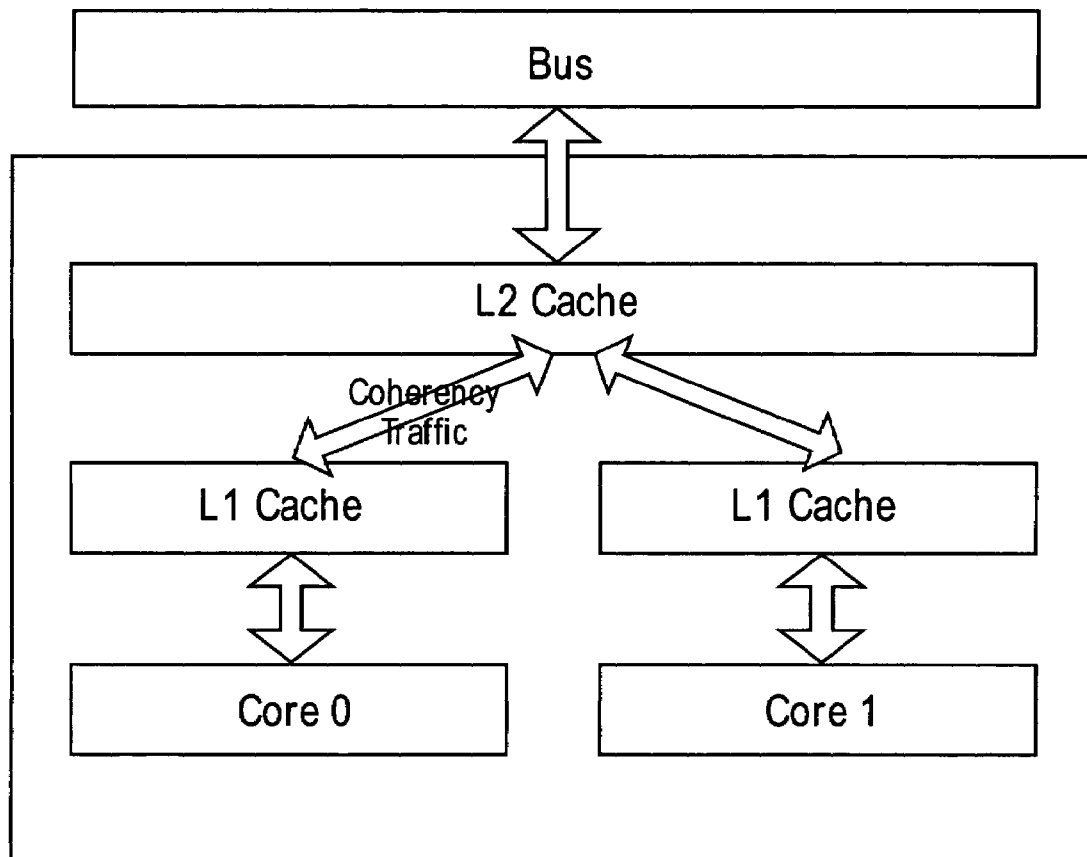 Bus
L2 Cache
Coherency
Traffic
L1 Cache
L1 Cache
Core 0
Core 1